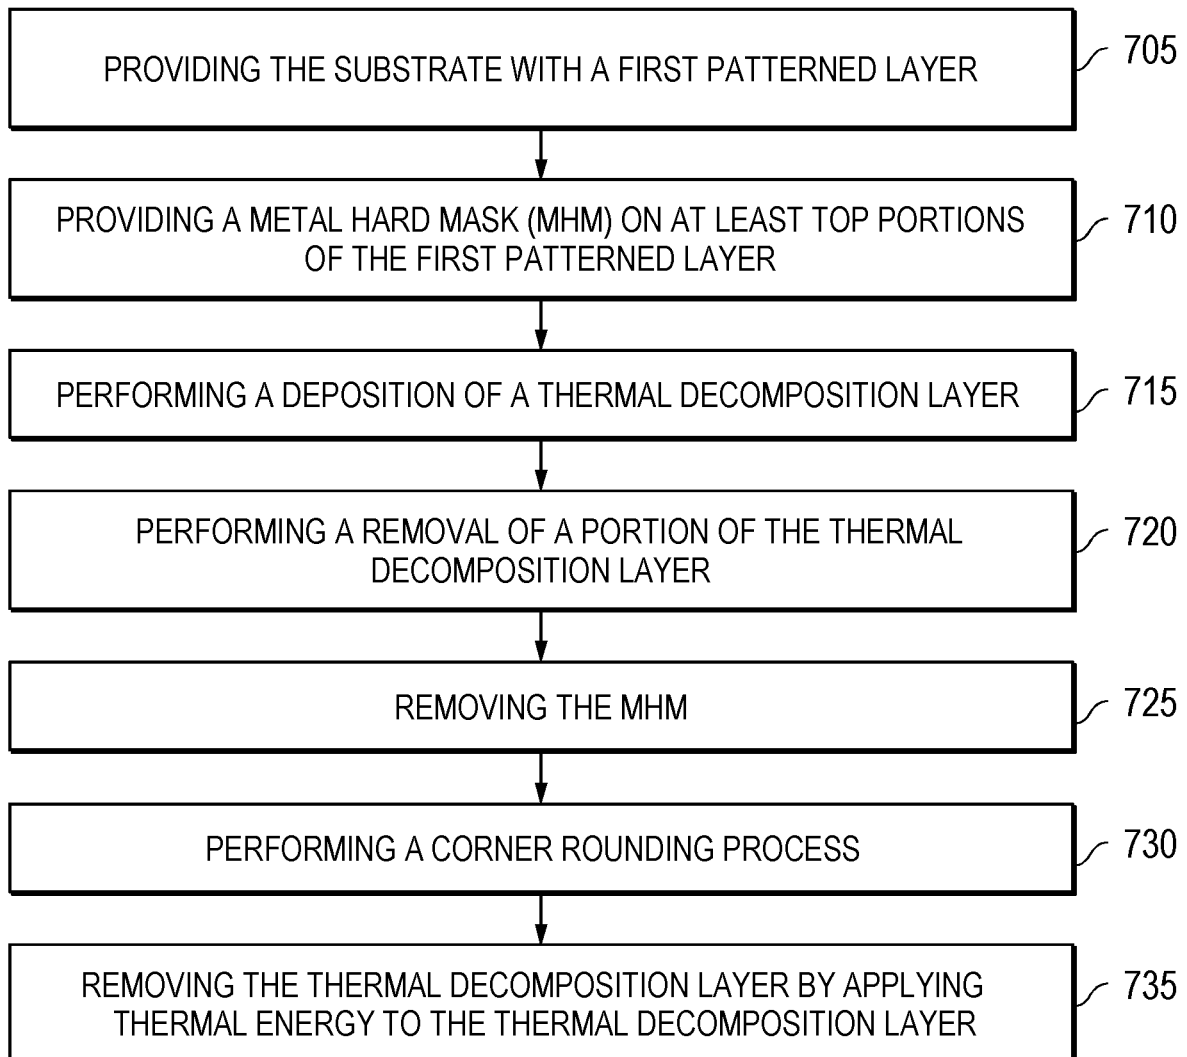 PROVIDING THE SUBSTRATE WITH A FIRST PATTERNED LAYER
705
PROVIDING A METAL HARD MASK (MHM) ON AT LEAST TOP PORTIONS
OF THE FIRST PATTERNED LAYER
710
PERFORMING A DEPOSITION OF A THERMAL DECOMPOSITION LAYER
715
PERFORMING A REMOVAL OF A PORTION OF THE THERMAL
DECOMPOSITION LAYER
720
REMOVING THE MHM
725
PERFORMING A CORNER ROUNDING PROCESS
730
REMOVING THE THERMAL DECOMPOSITION LAYER BY APPLYING
THERMAL ENERGY TO THE THERMAL DECOMPOSITION LAYER
735